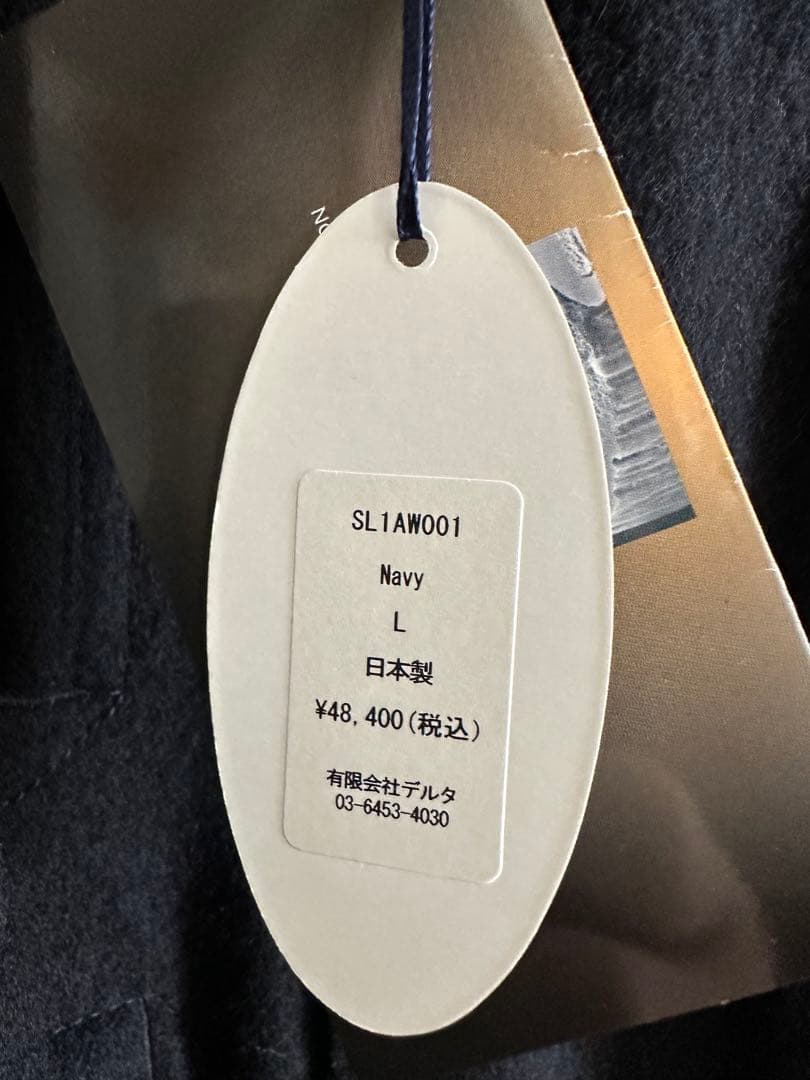 SL1AW001
Navy
L
日本製
¥48,400(税込)
有限会社デルタ
03-6453-4030